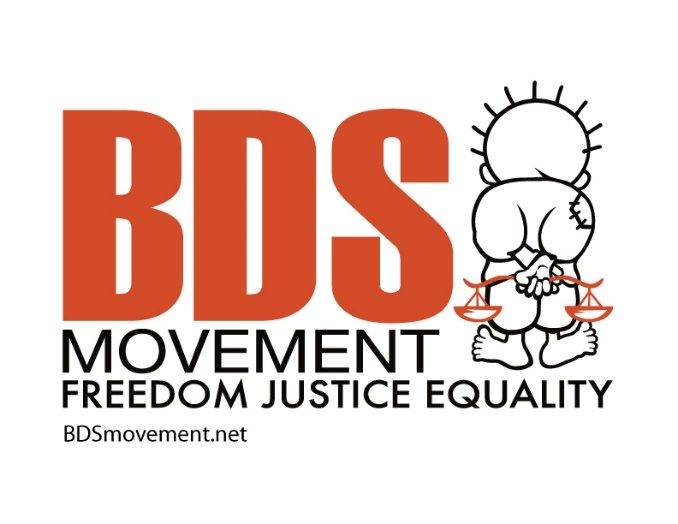 BDS
MOVEMENT
FREEDOM JUSTICE EQUALITY
BDSmovement.net